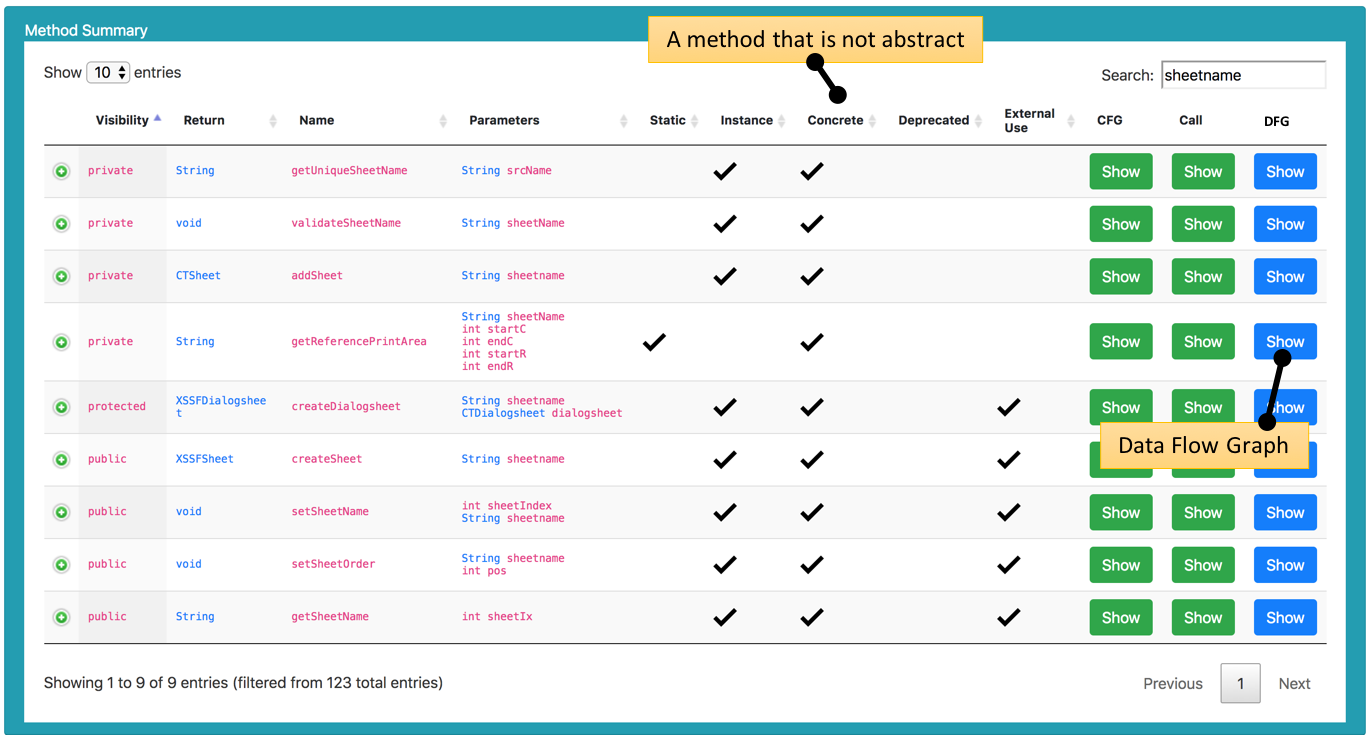 Method Summary
A method that is not abstract
Show 10 entries
Search: sheetname
Visibility Return Name Parameters Static Instance Concrete Deprecated External Use CFG Call DFG
private String getUniqueSheetName String srcName Show Show Show
private void validateSheetName String sheetName Show Show Show
private CTSheet addSheet String sheetname Show Show Show
private String getReferencePrintArea String sheetName
int startC
int endC
int startR
int endR
Show Show Show
protected XSSFDialogshee
t
createDialogsheet String sheetname
CTDialogsheet dialogsheet
Show Show Show
Data Flow Graph
public XSSFSheet createSheet String sheetname
public void setSheetName int sheetIndex
String sheetname
Show Show Show
public void setSheetOrder String sheetname
int pos
Show Show Show
public String getSheetName int sheetIx Show Show Show
Showing 1 to 9 of 9 entries (filtered from 123 total entries)
Previous 1 Next